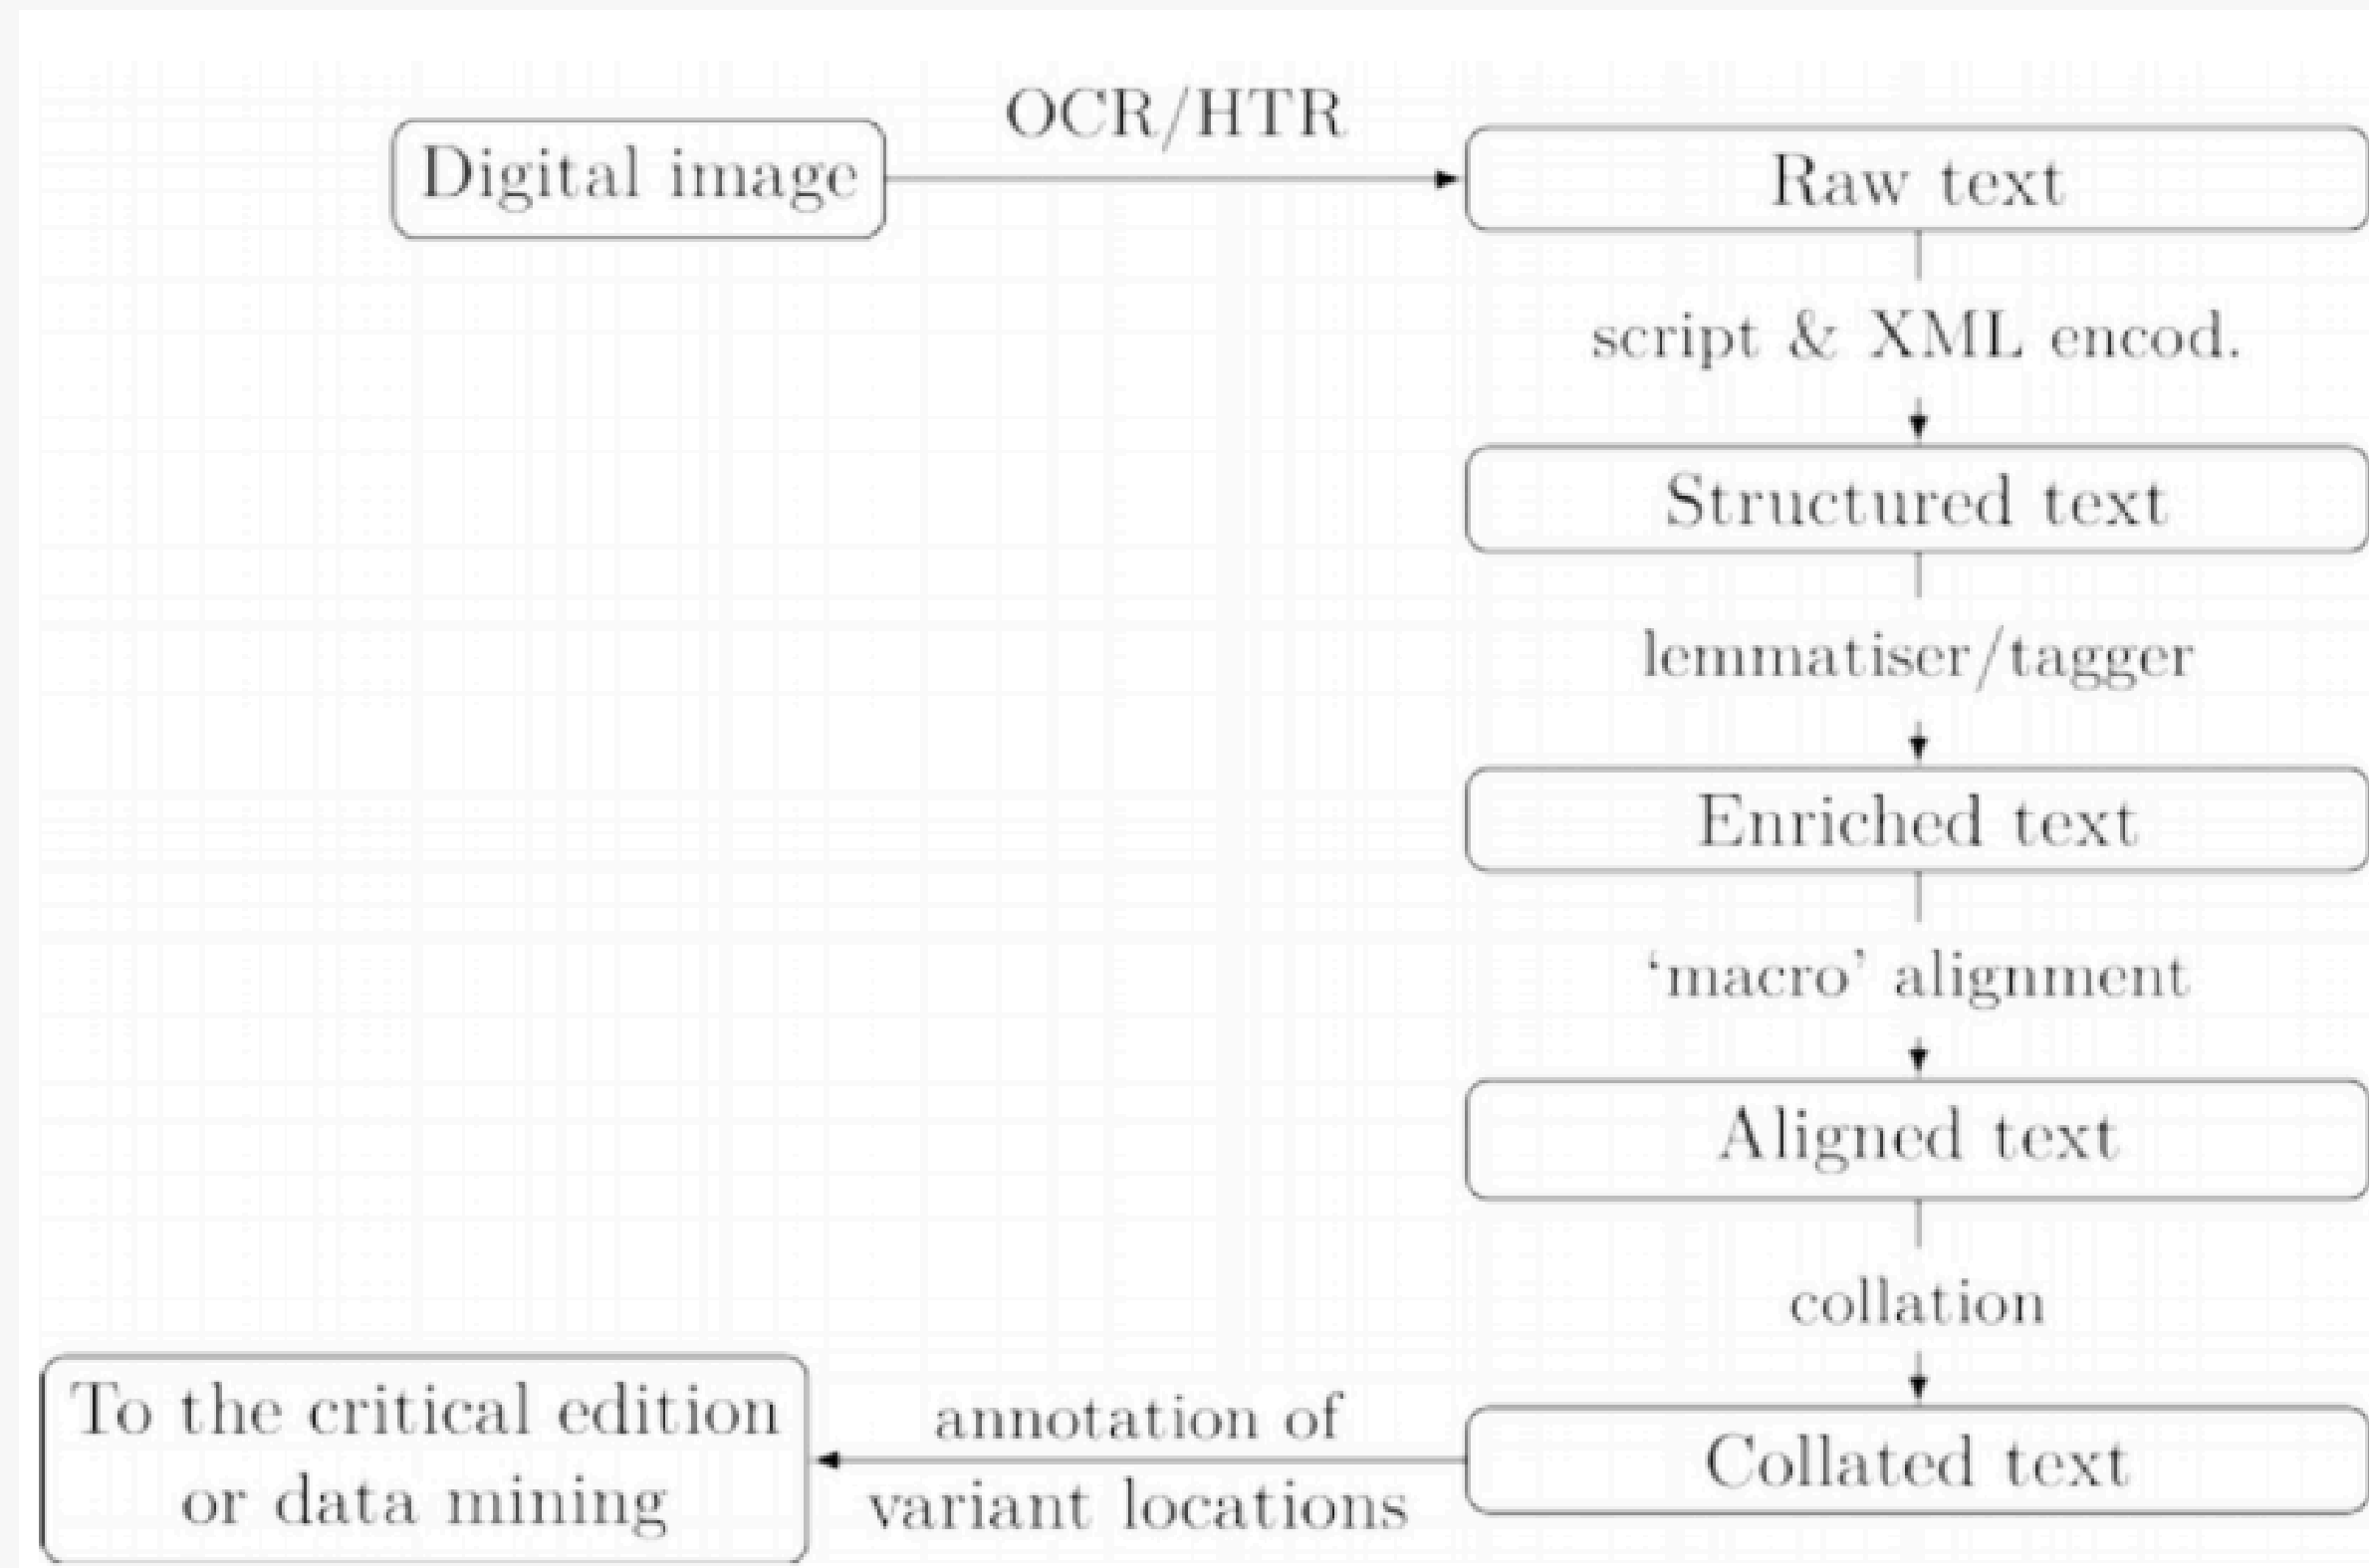 Digital image
OCR/HTR
Raw text
script & XML encod.
Structured text
lemmatiser/tagger
Enriched text
‘macro’ alignment
Aligned text
collation
Collated text
annotation of
variant locations
To the critical edition
or data mining